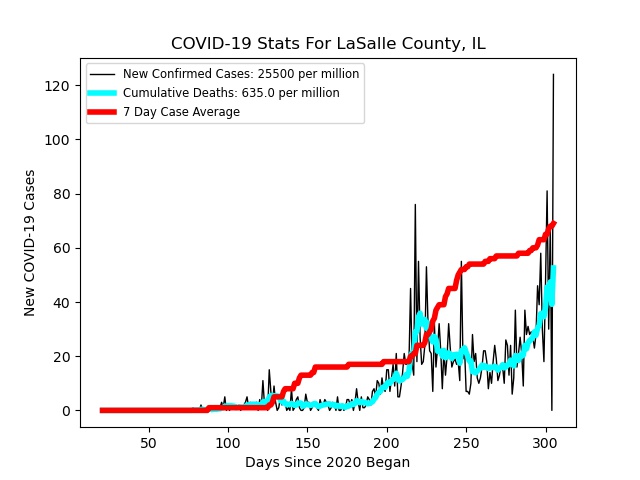 COVID-19 Stats For LaSalle County, IL
New Confirmed Cases: 25500 per million
Cumulative Deaths: 635.0 per million
7 Day Case Average
New COVID-19 Cases
120
100
80
60
40
20
0
50 100 150 200 250 300
Days Since 2020 Began